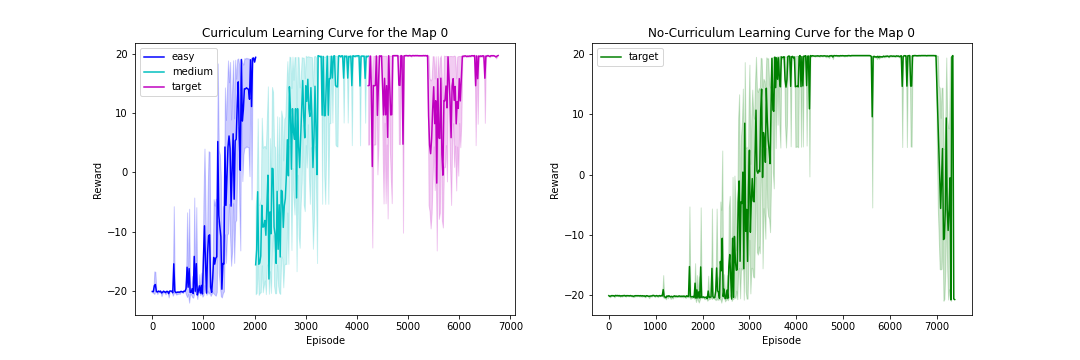 Curriculum Learning Curve for the Map 0
easy
medium
target
20
10
0
−10
−20
Reward
0
1000
2000
3000
4000
5000
6000
7000
Episode
No-Curriculum Learning Curve for the Map 0
target
20
10
0
−10
−20
Reward
0
1000
2000
3000
4000
5000
6000
7000
Episode